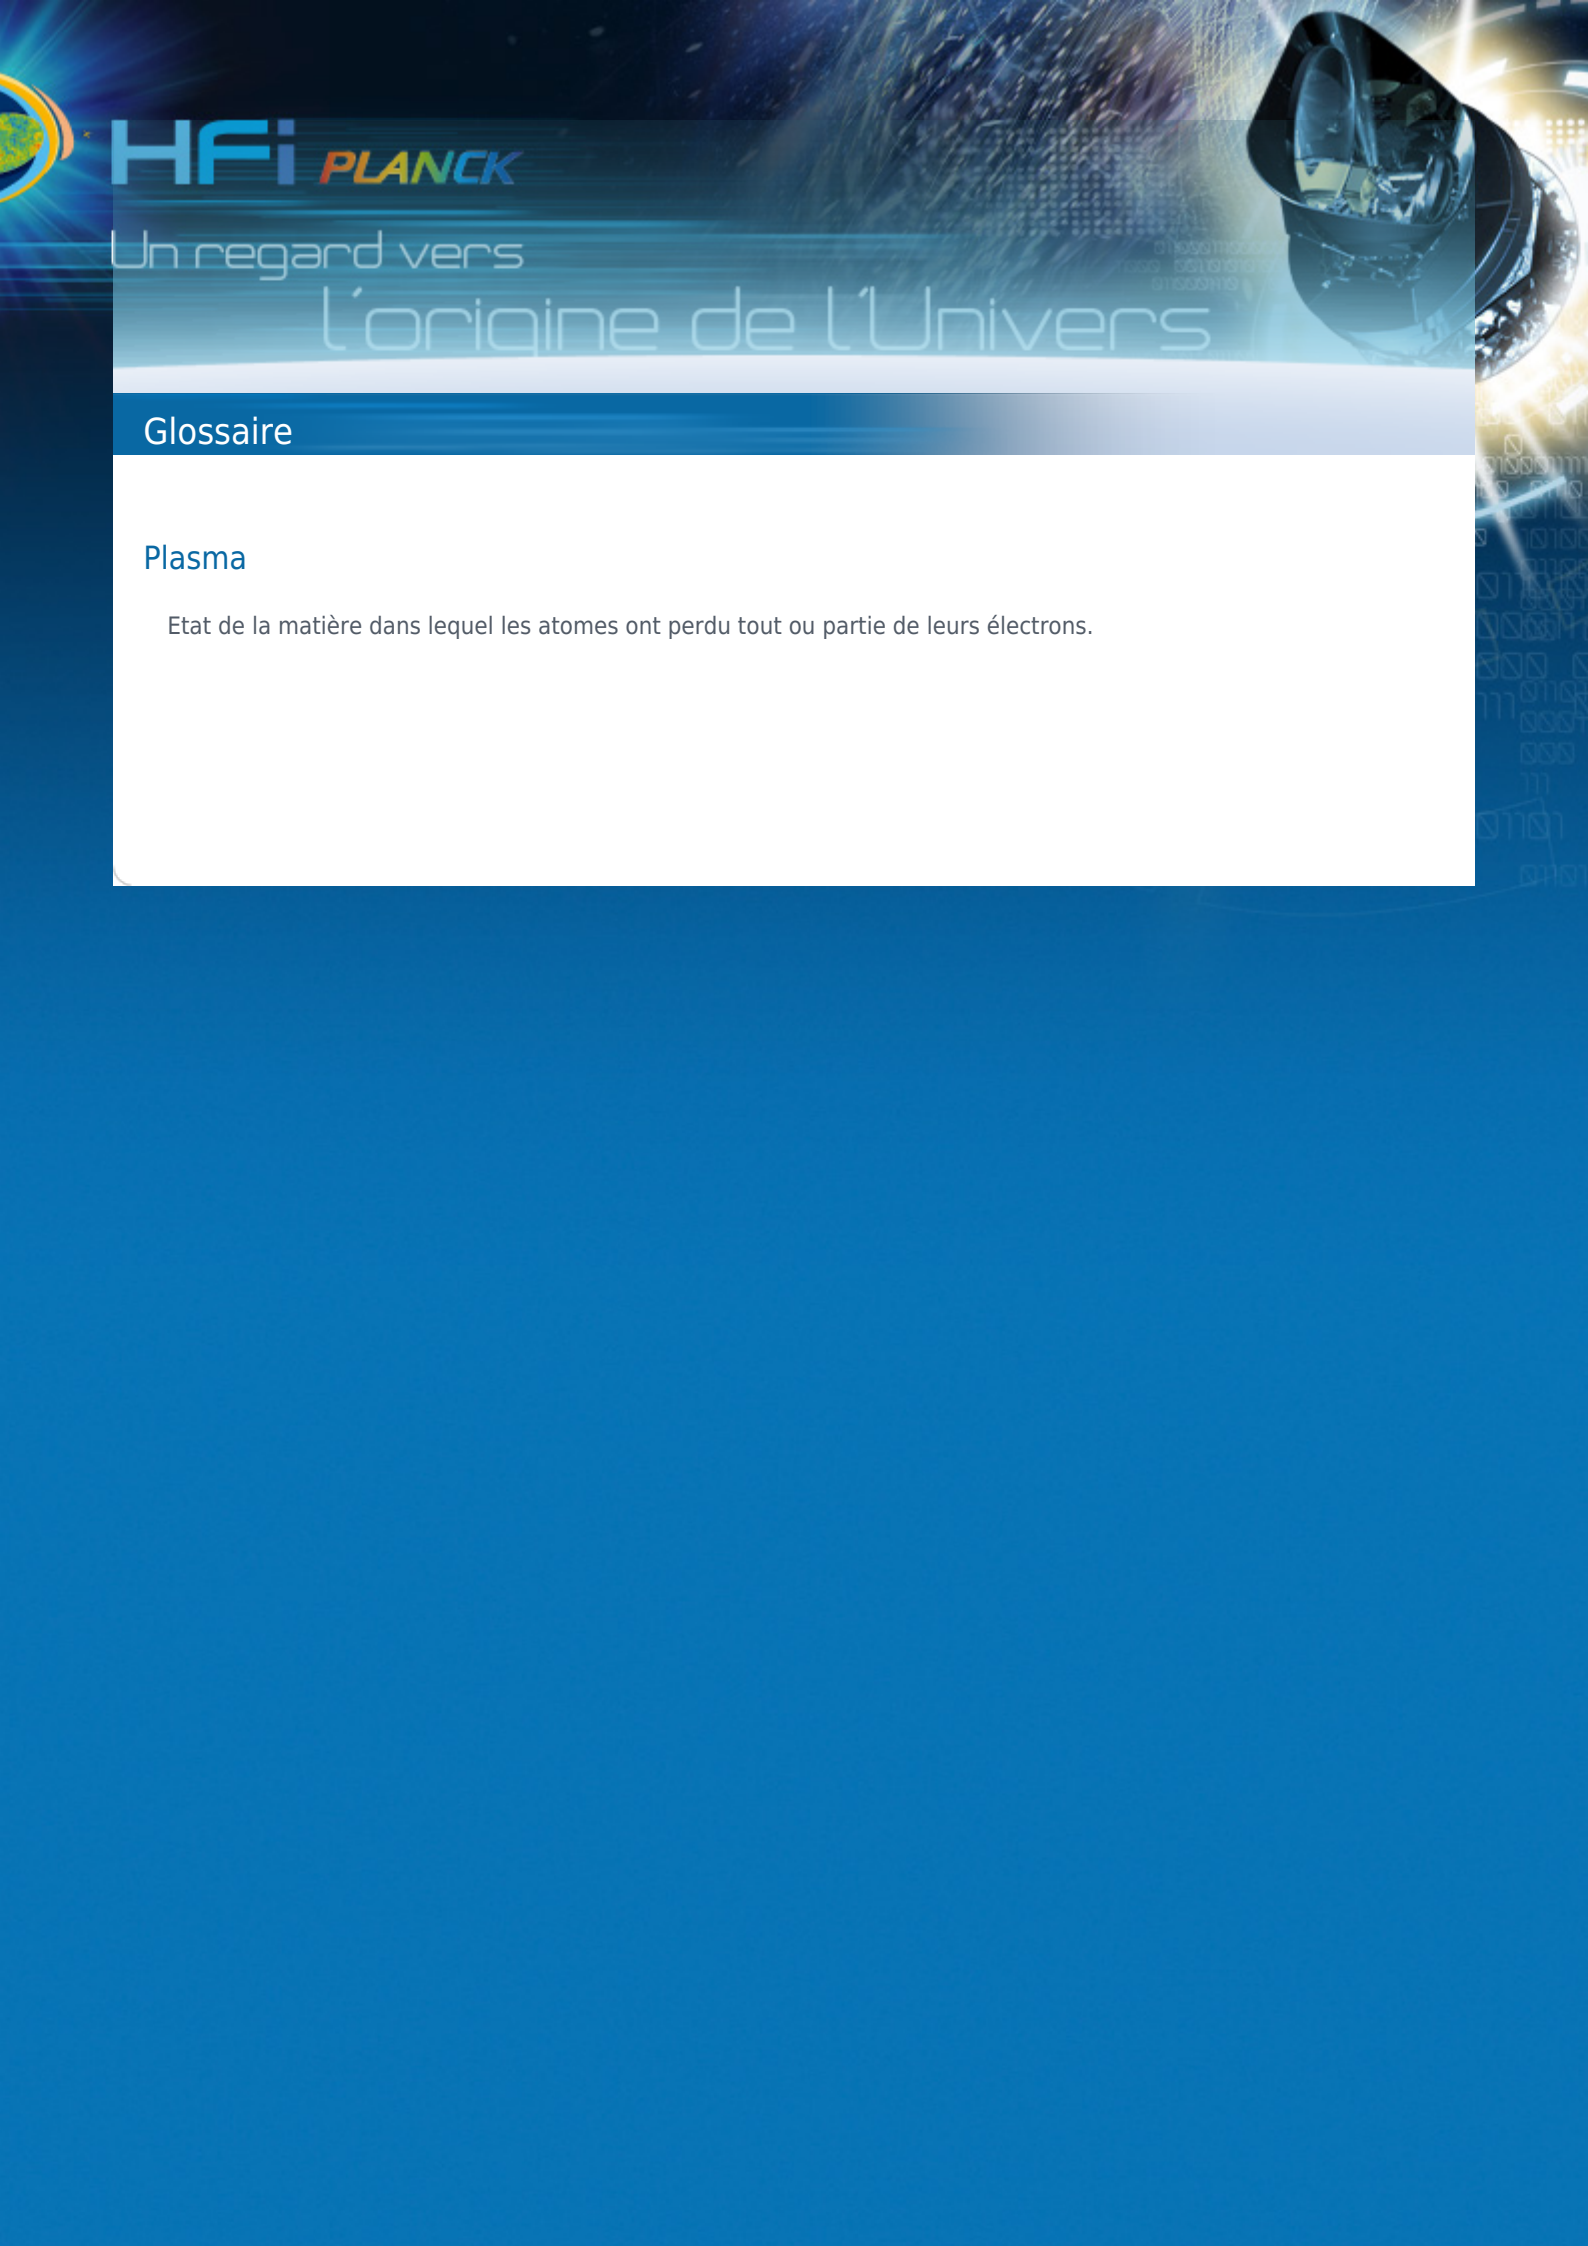 HFi PLANCK
Un regard vers
l'origine de l'Univers
Glossaire
Plasma
Etat de la matière dans lequel les atomes ont perdu tout ou partie de leurs électrons.